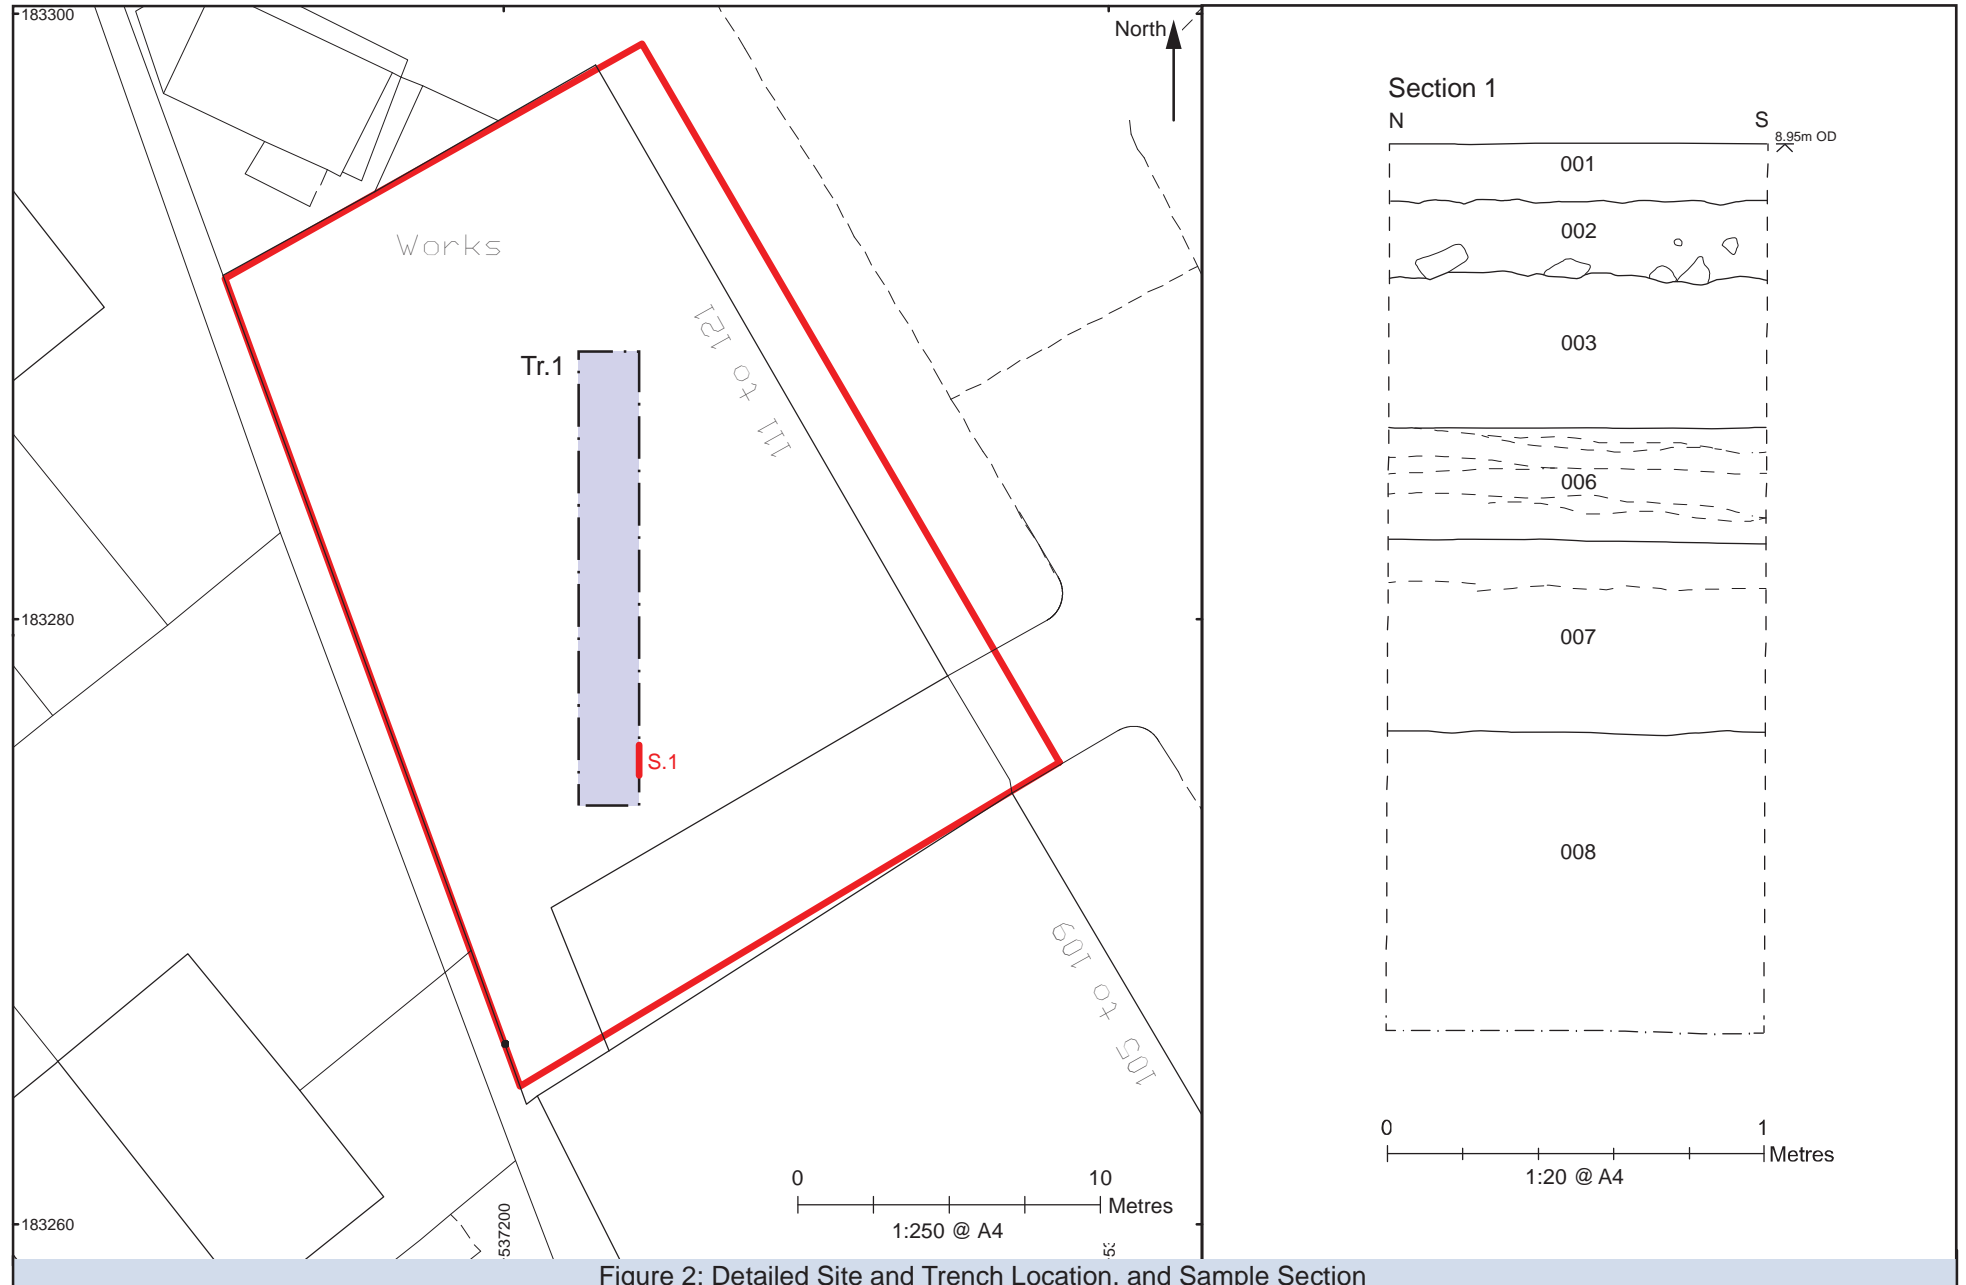 183300
North
Works
111 to 121
Tr.1
183280
S.1
105 to 109
0 10
Metres
1:250 @ A4
183260
537200
Section 1
N S
8.95m OD
001
002
003
006
007
008
0 1
Metres
1:20 @ A4
Figure 2: Detailed Site and Trench Location, and Sample Section